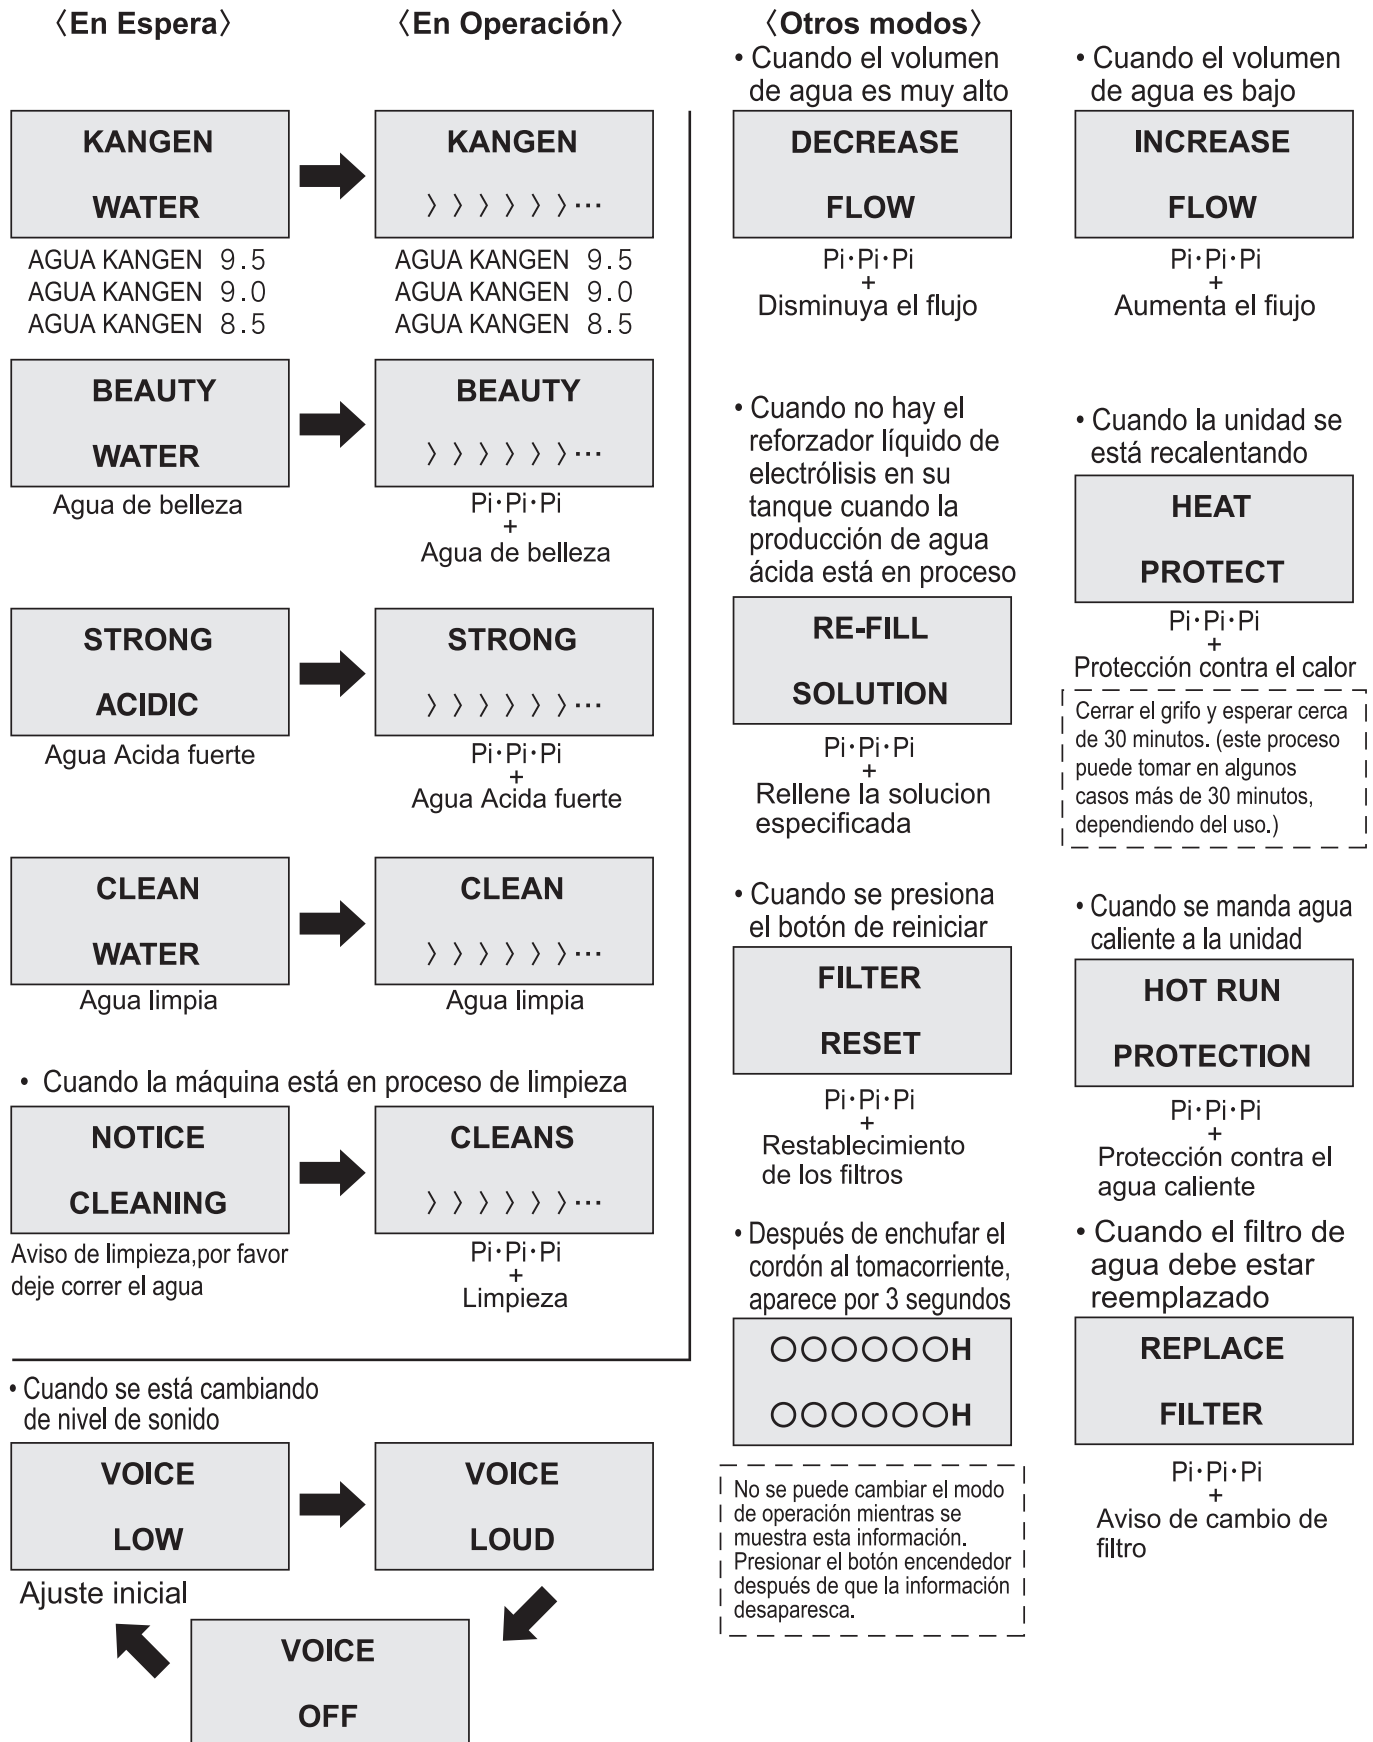 〈En Espera〉
〈En Operación〉
KANGEN
WATER
KANGEN
〉〉〉〉〉〉···
AGUA KANGEN 9.5
AGUA KANGEN 9.0
AGUA KANGEN 8.5
AGUA KANGEN 9.5
AGUA KANGEN 9.0
AGUA KANGEN 8.5
BEAUTY
WATER
BEAUTY
〉〉〉〉〉〉···
Agua de belleza
Pi·Pi·Pi
+
Agua de belleza
STRONG
ACIDIC
STRONG
〉〉〉〉〉〉···
Agua Acida fuerte
Pi·Pi·Pi
+
Agua Acida fuerte
CLEAN
WATER
CLEAN
〉〉〉〉〉〉···
Agua limpia
Agua limpia
• Cuando la máquina está en proceso de limpieza
NOTICE
CLEANING
CLEANS
〉〉〉〉〉〉···
Aviso de limpieza,por favor
deje correr el agua
Pi·Pi·Pi
+
Limpieza
• Cuando se está cambiando
de nivel de sonido
VOICE
LOW
VOICE
LOUD
Ajuste inicial
VOICE
OFF
〈Otros modos〉
• Cuando el volumen
de agua es muy alto
DECREASE
FLOW
Pi·Pi·Pi
+
Disminuya el flujo
• Cuando el volumen
de agua es bajo
INCREASE
FLOW
Pi·Pi·Pi
+
Aumenta el fiujo
• Cuando no hay el
reforzador líquido de
electrólisis en su
tanque cuando la
producción de agua
ácida está en proceso
RE-FILL
SOLUTION
Pi·Pi·Pi
+
Rellene la solucion
especificada
• Cuando la unidad se
está recalentando
HEAT
PROTECT
Pi·Pi·Pi
+
Protección contra el calor
Cerrar el grifo y esperar cerca
de 30 minutos. (este proceso
puede tomar en algunos
casos más de 30 minutos,
dependiendo del uso.)
• Cuando se presiona
el botón de reiniciar
FILTER
RESET
Pi·Pi·Pi
+
Restablecimiento
de los filtros
• Cuando se manda agua
caliente a la unidad
HOT RUN
PROTECTION
Pi·Pi·Pi
+
Protección contra el
agua caliente
• Después de enchufar el
cordón al tomacorriente,
aparece por 3 segundos
○○○○○○H
○○○○○○H
No se puede cambiar el modo
de operación mientras se
muestra esta información.
Presionar el botón encendedor
después de que la información
desaparesca.
• Cuando el filtro de
agua debe estar
reemplazado
REPLACE
FILTER
Pi·Pi·Pi
+
Aviso de cambio de
filtro